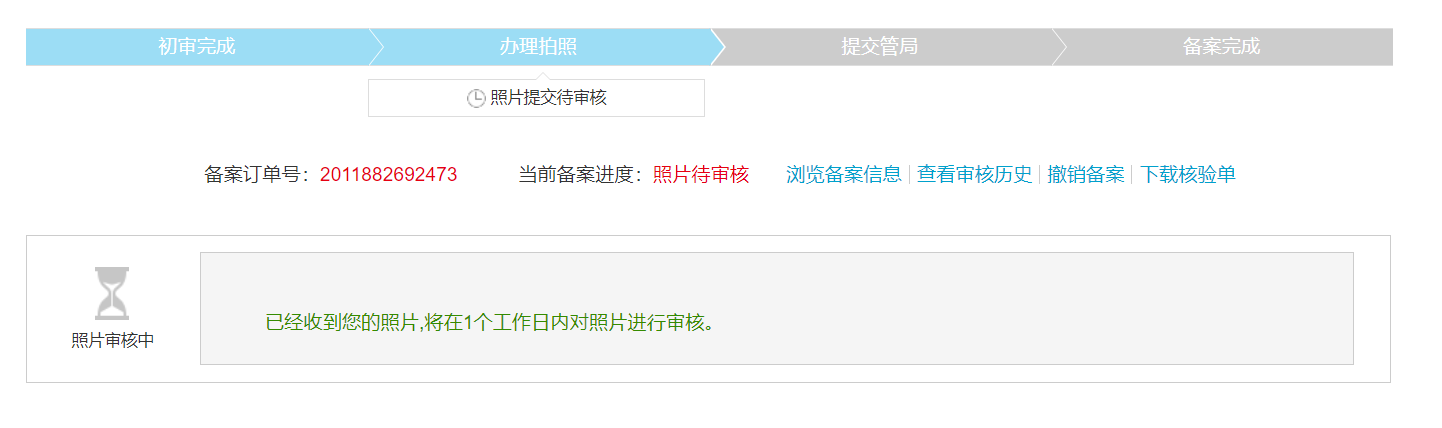 初审完成 办理拍照 提交管局 备案完成
照片提交待审核
备案订单号：2011882692473 当前备案进度：照片待审核 浏览备案信息 | 查看审核历史 | 撤销备案 | 下载核验单
已经收到您的照片,将在1个工作日内对照片进行审核。
照片审核中